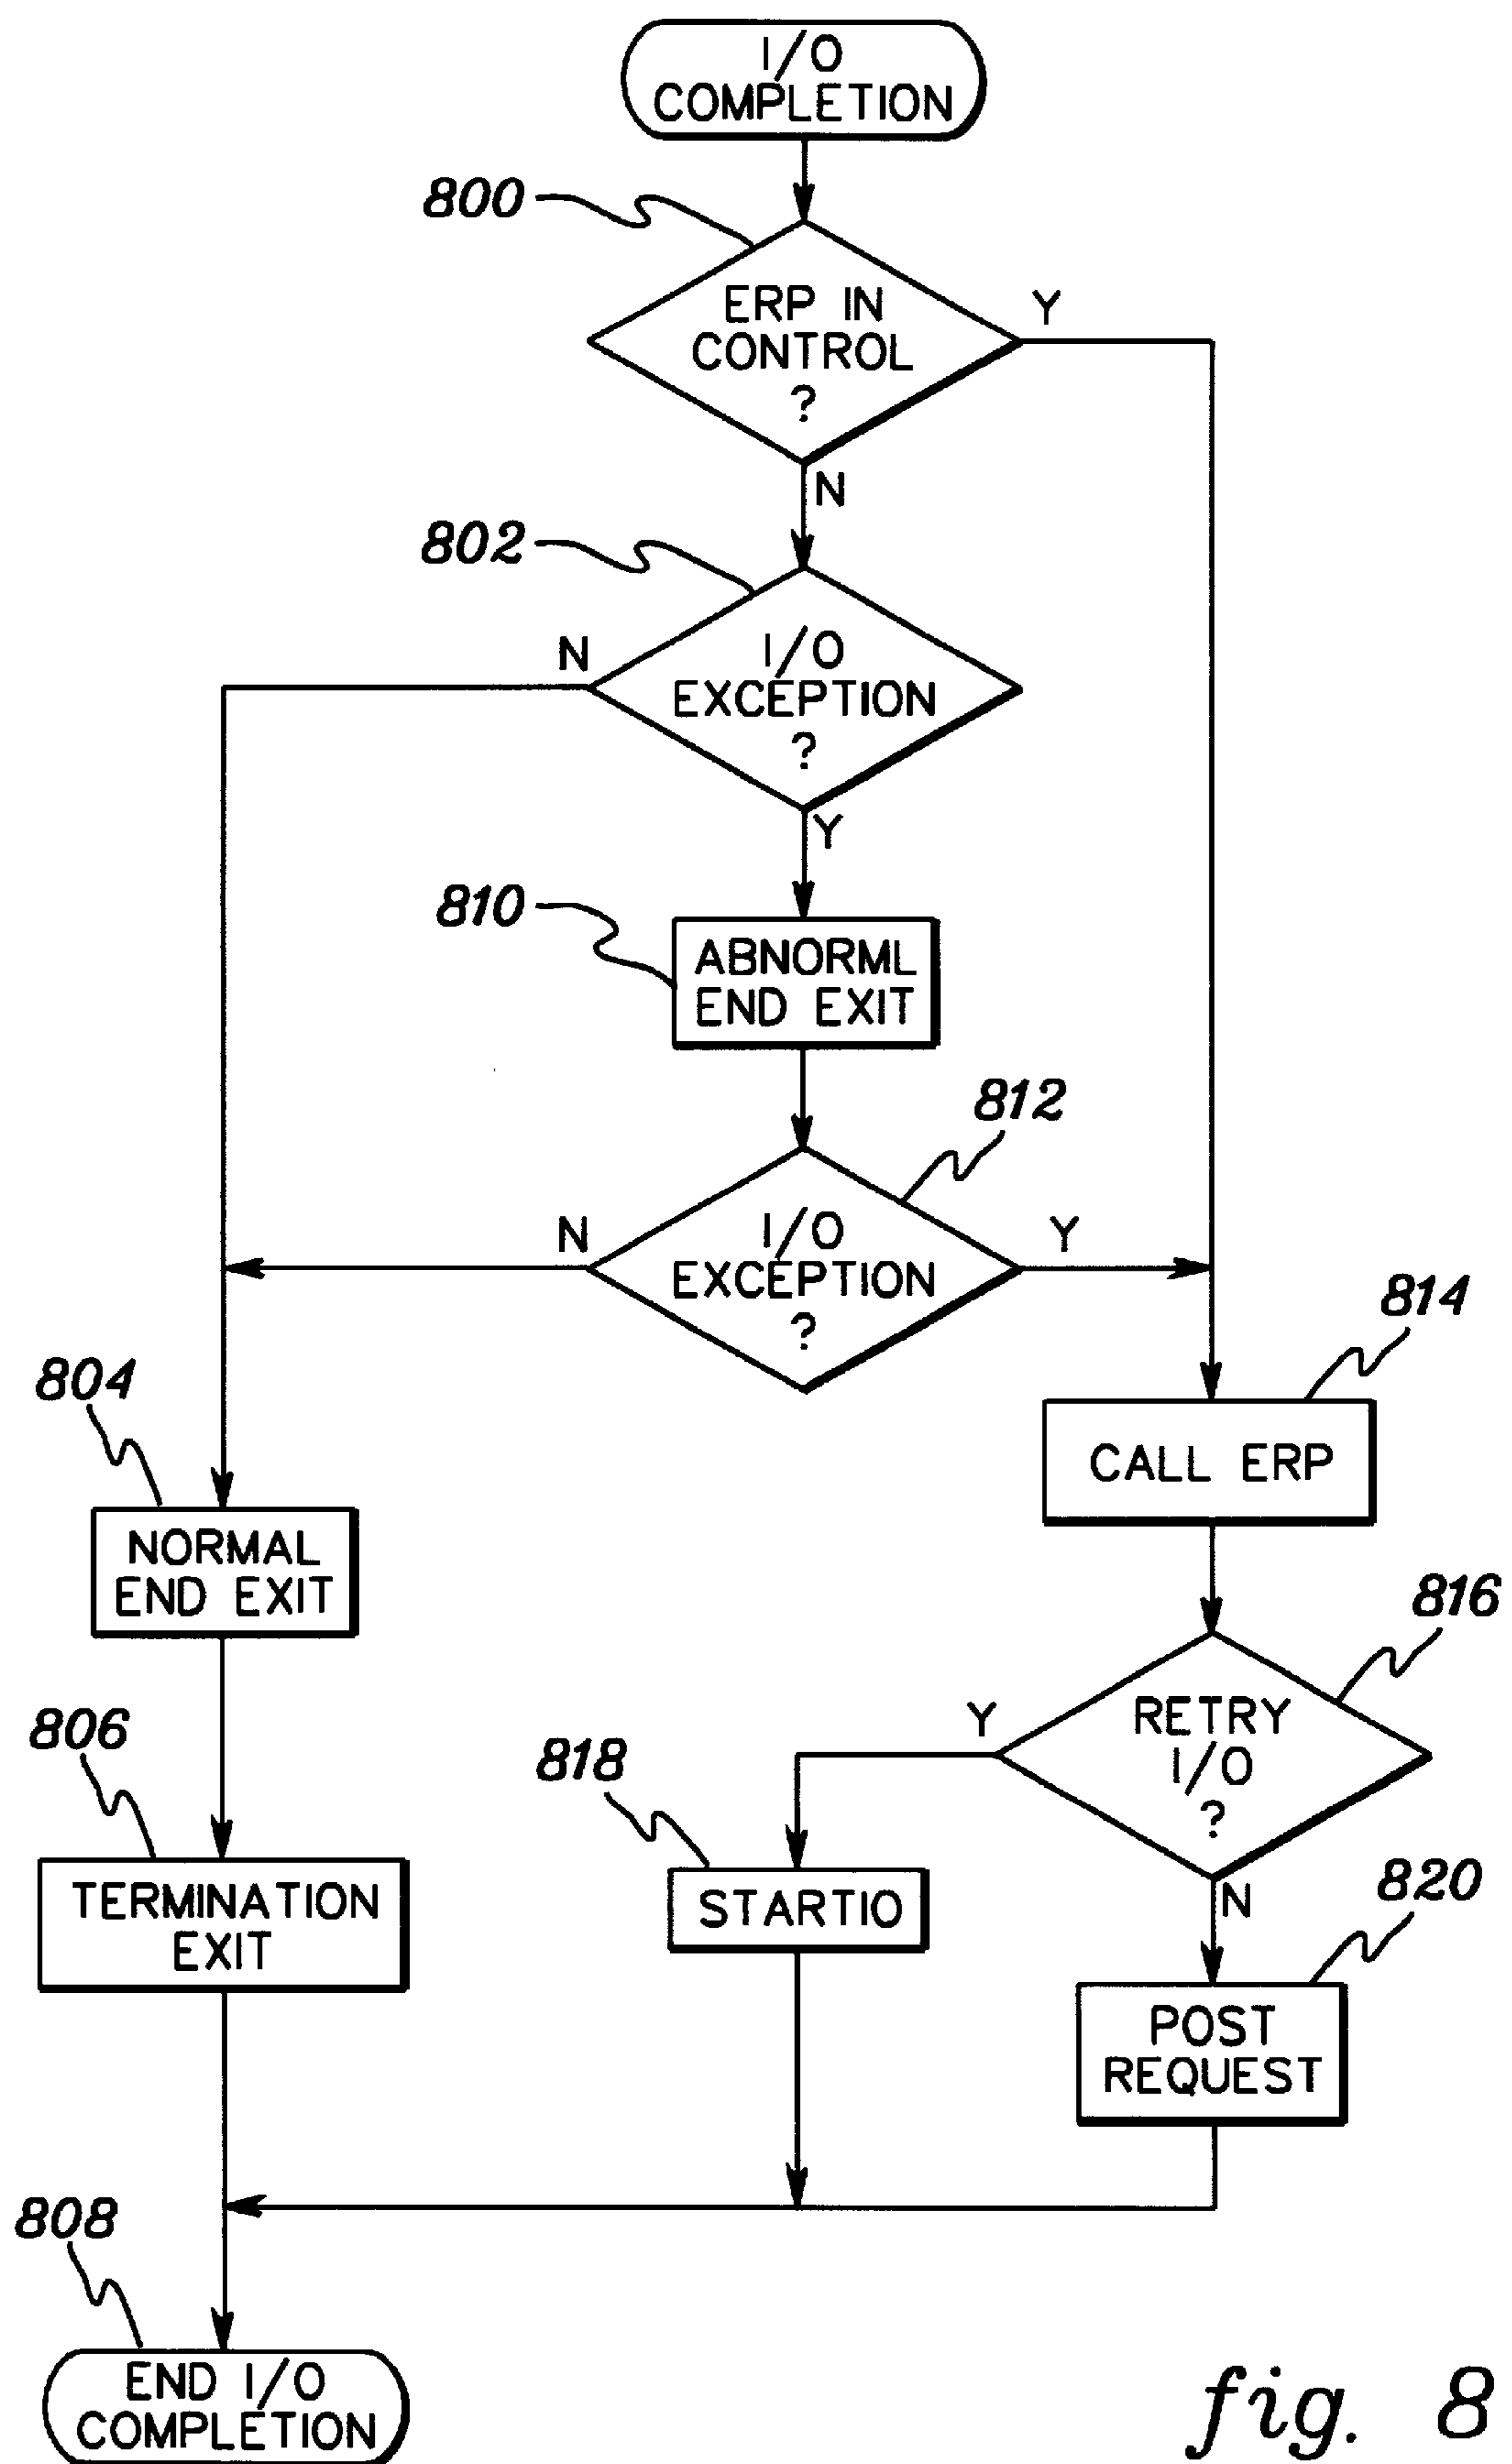 I/O
COMPLETION
800
ERP IN
CONTROL
?
Y
N
802
I/O
EXCEPTION
?
N
Y
810
ABNORML
END EXIT
812
I/O
EXCEPTION
?
N
Y
814
CALL ERP
804
NORMAL
END EXIT
816
RETRY
I/O
?
Y
N
806
TERMINATION
EXIT
818
STARTIO
820
POST
REQUEST
808
END I/O
COMPLETION
fig. 8